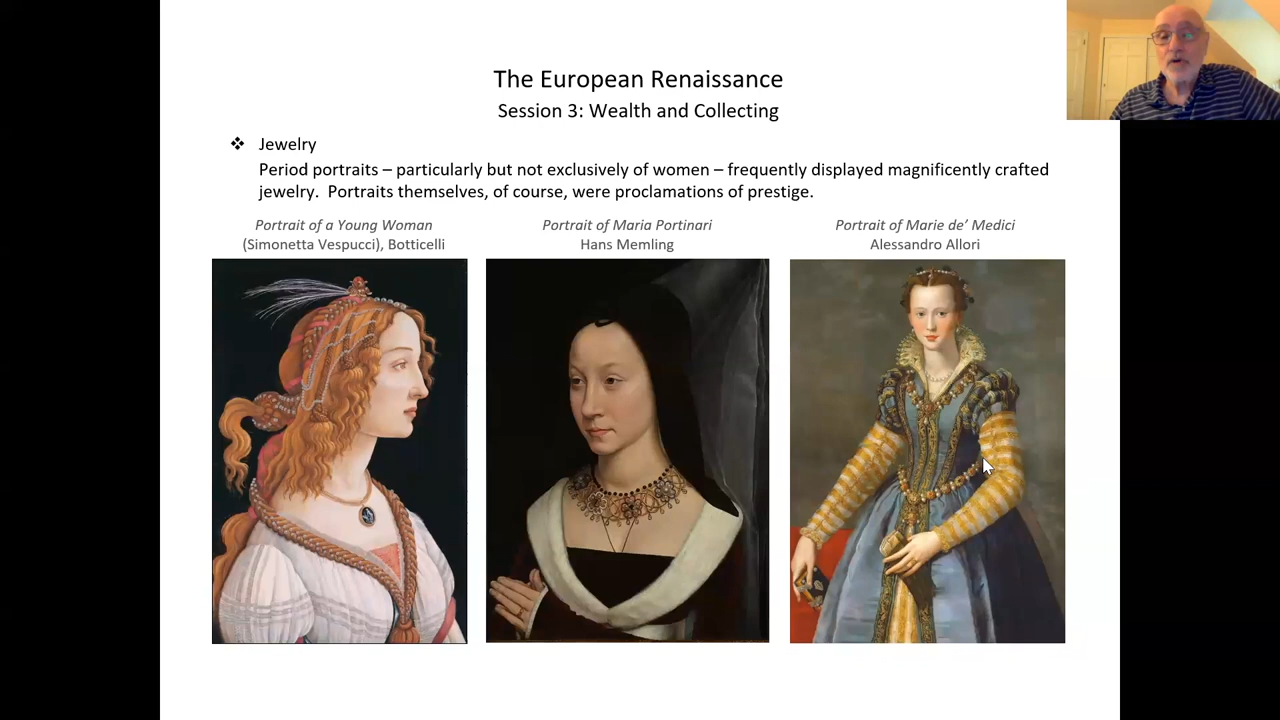 The European Renaissance
Session 3: Wealth and Collecting
❖ Jewelry
Period portraits – particularly but not exclusively of women – frequently displayed magnificently crafted
jewelry.  Portraits themselves, of course, were proclamations of prestige.
Portrait of a Young Woman
(Simonetta Vespucci), Botticelli
Portrait of Maria Portinari
Hans Memling
Portrait of Marie de’ Medici
Alessandro Allori